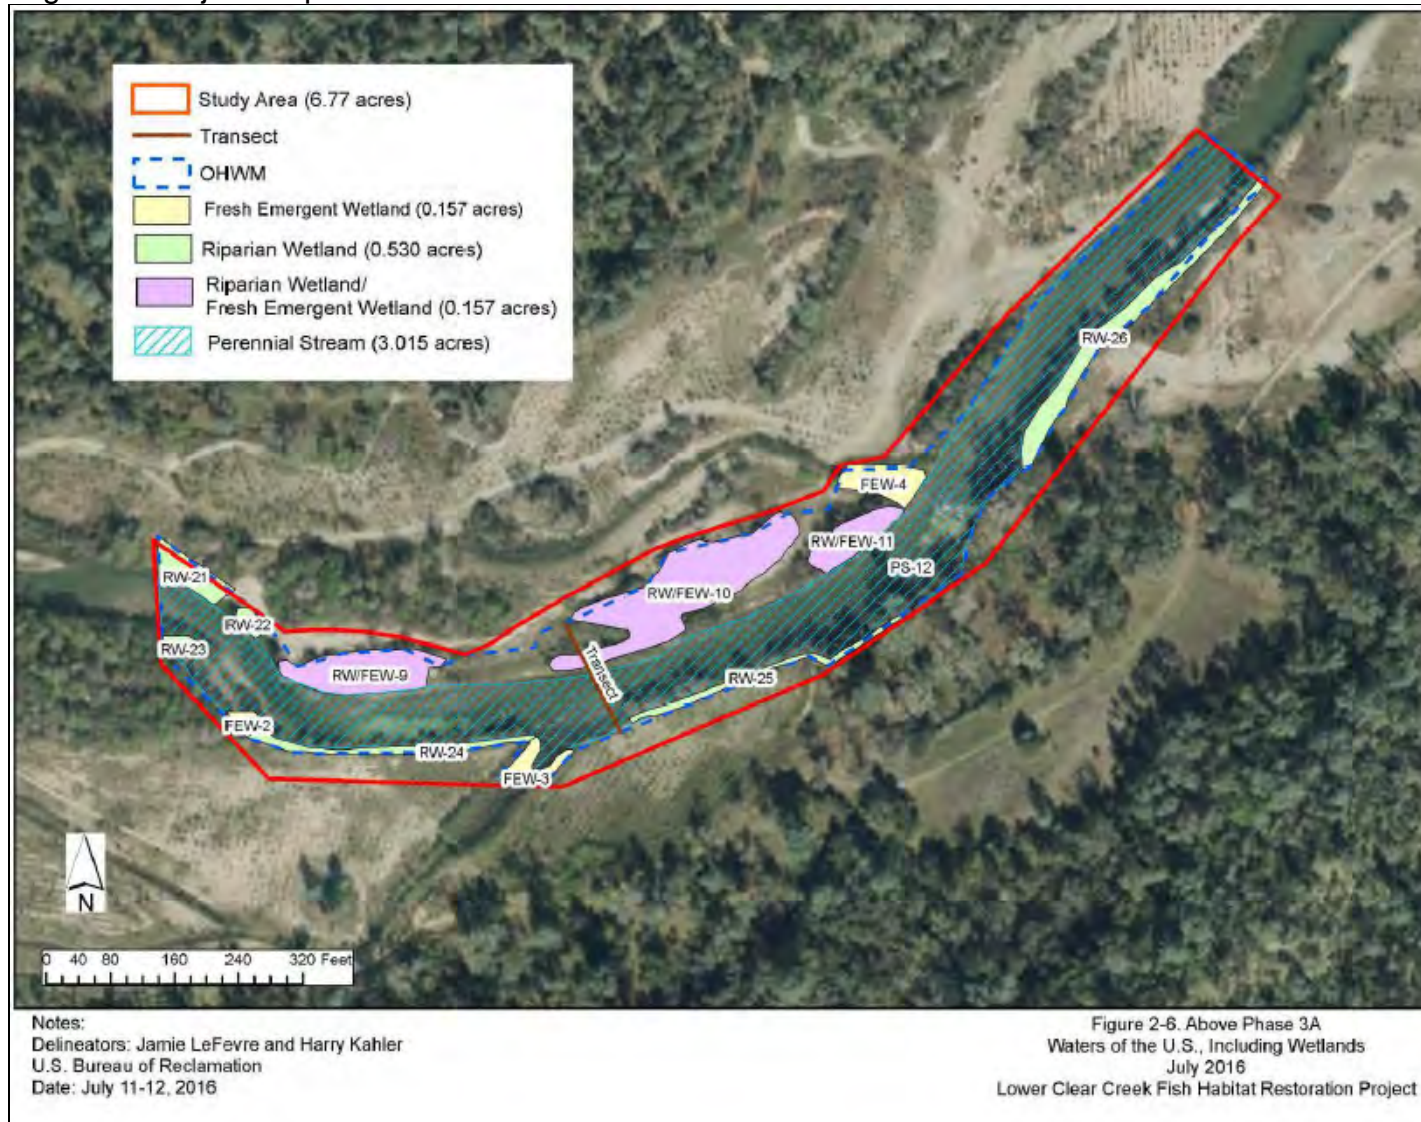 Study Area (6.77 acres)
Transect
OHWM
Fresh Emergent Wetland (0.157 acres)
Riparian Wetland (0.530 acres)
Riparian Wetland/
Fresh Emergent Wetland (0.157 acres)
Perennial Stream (3.015 acres)
RW-26
FEW-4
RW/FEW-11
PS-12
RW-21
RW/FEW-10
RW-22
RW-23
RW/FEW-9
Transect
RW-25
FEW-2
RW-24
FEW-3
N
0 40 80 160 240 320 Feet
Notes:
Delineators: Jamie LeFevre and Harry Kahler
U.S. Bureau of Reclamation
Date: July 11-12, 2016
Figure 2-6. Above Phase 3A
Waters of the U.S., Including Wetlands
July 2016
Lower Clear Creek Fish Habitat Restoration Project